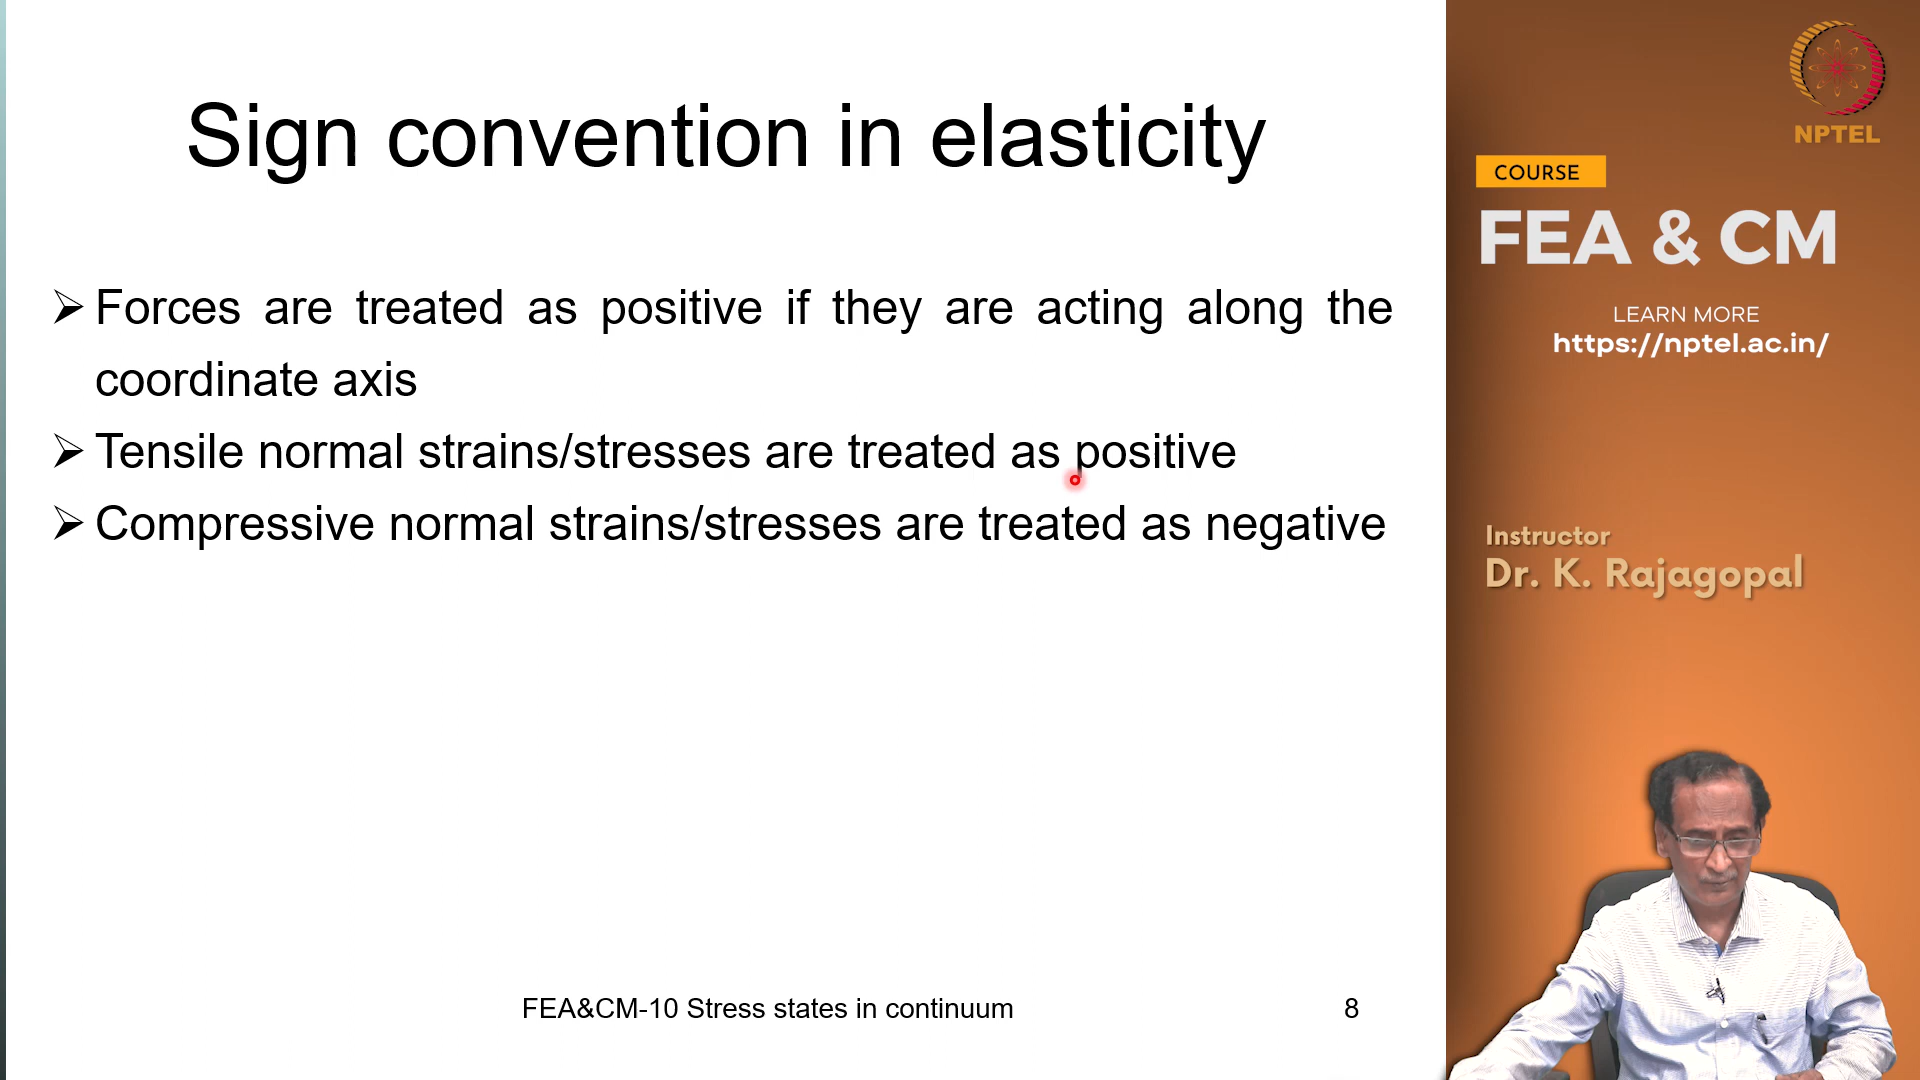 Sign convention in elasticity
➢ Forces are treated as positive if they are acting along the
coordinate axis
➢ Tensile normal strains/stresses are treated as positive
➢ Compressive normal strains/stresses are treated as negative
FEA&CM-10 Stress states in continuum
8
NPTEL
COURSE
FEA & CM
LEARN MORE
https://nptel.ac.in/
Instructor
Dr. K. Rajagopal